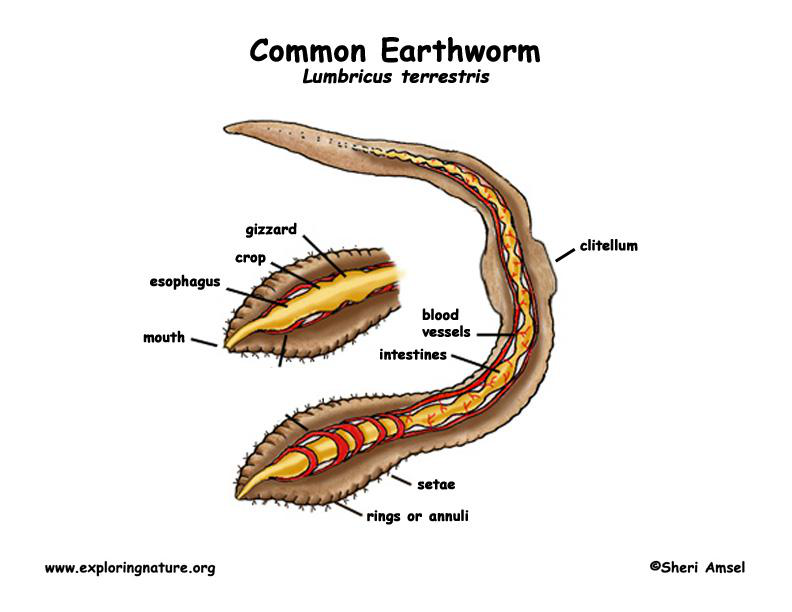 Common Earthworm
Lumbricus terrestris
gizzard
crop
esophagus
mouth
clitellum
blood
vessels
intestines
setae
rings or annuli
www.exploringnature.org
©Sheri Amsel